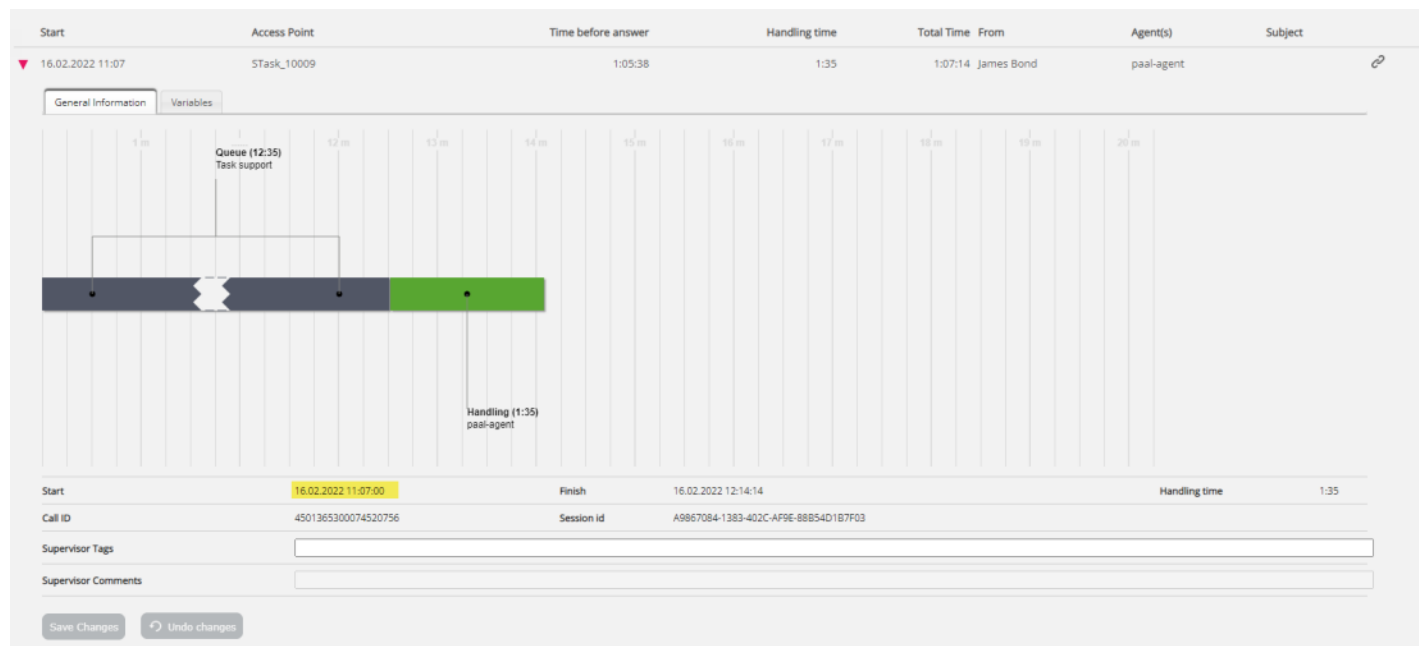 Start Access Point Time before answer Handling time Total Time From Agent(s) Subject
16.02.2022 11:07 STask_10009 1:05:38 1:35 1:07:14 James Bond paal-agent
General Information Variables
1 m 12 m 13 m 14 m 15 m 16 m 17 m 18 m 19 m 20 m
Queue (12:35)
Task support
Handling (1:35)
paal-agent
Start 16.02.2022 11:07:00 Finish 16.02.2022 12:14:14 Handling time 1:35
Call ID 4501365300074520756 Session id A9867084-1383-402C-AF9E-88B54D1B7F03
Supervisor Tags
Supervisor Comments
Save Changes Undo changes